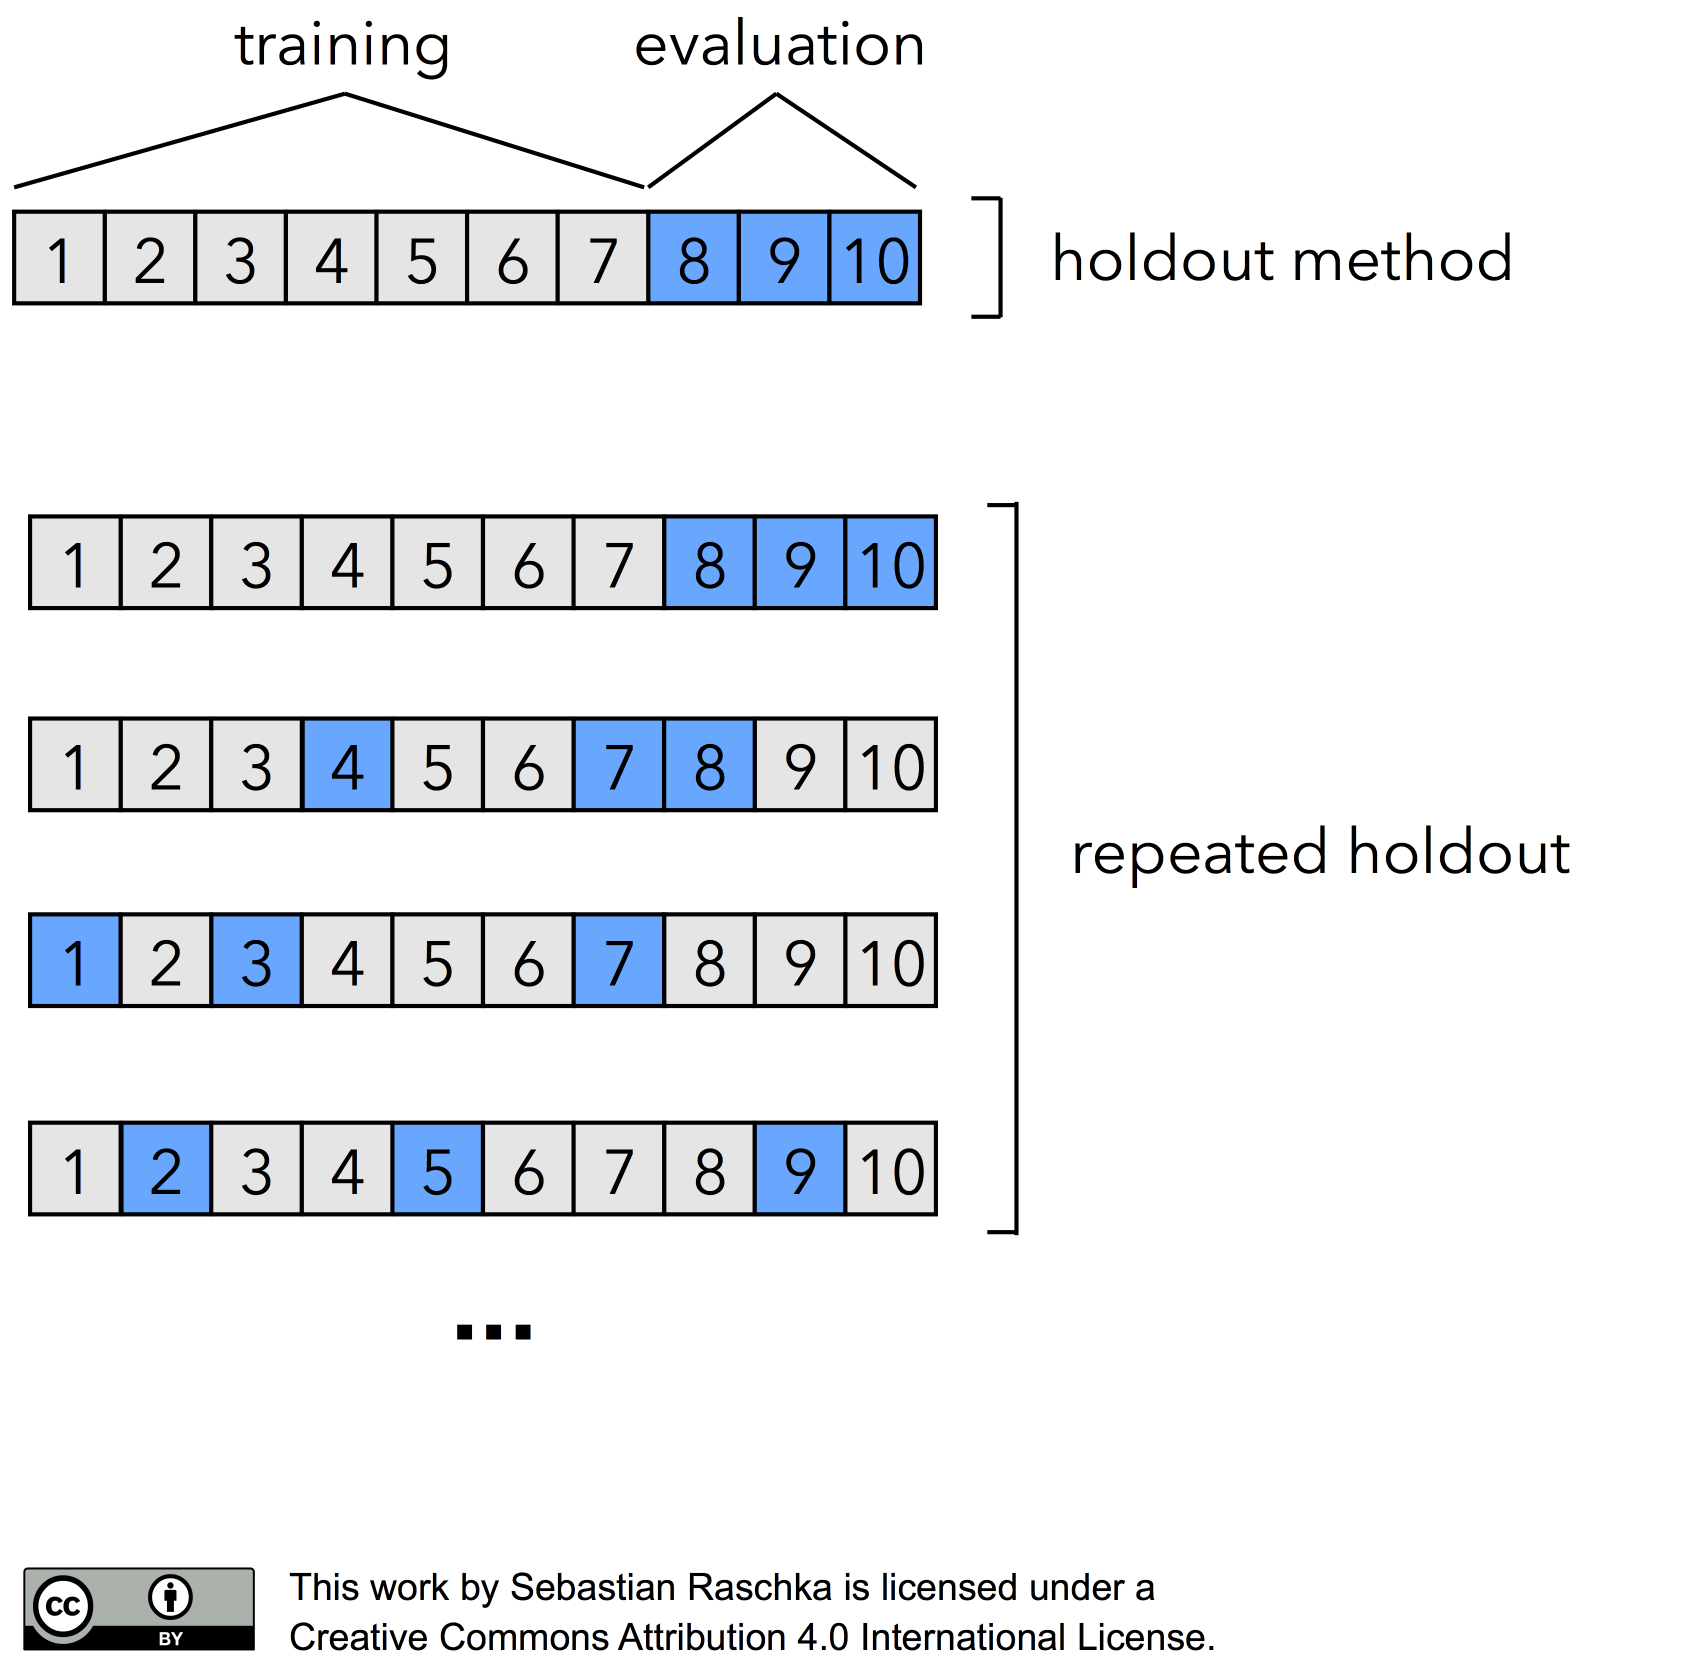 training evaluation
1 2 3 4 5 6 7 8 9 10 holdout method
1 2 3 4 5 6 7 8 9 10
1 2 3 4 5 6 7 8 9 10
repeated holdout
1 2 3 4 5 6 7 8 9 10
1 2 3 4 5 6 7 8 9 10
...
cc BY
This work by Sebastian Raschka is licensed under a
Creative Commons Attribution 4.0 International License.